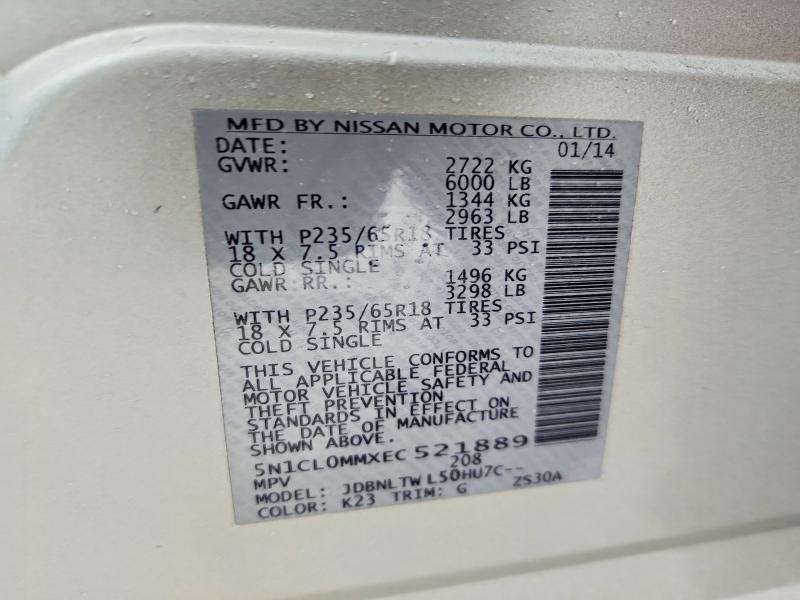 MFD BY NISSAN MOTOR CO., LTD.
DATE: 01/14
GVWR: 2722 KG
6000 LB
GAWR FR.: 1344 KG
2963 LB
WITH P235/65R18 TIRES
18 X 7.5 RIMS AT 33 PSI
COLD SINGLE
GAWR RR.: 1496 KG
3298 LB
WITH P235/65R18 TIRES
18 X 7.5 RIMS AT 33 PSI
COLD SINGLE
THIS VEHICLE CONFORMS TO
ALL APPLICABLE FEDERAL
MOTOR VEHICLE SAFETY AND
THEFT PREVENTION
STANDARDS IN EFFECT ON
THE DATE OF MANUFACTURE
SHOWN ABOVE.
5N1CL0MMXEC521889
MPV 208
MODEL: JDBNLTW L50HU7C--
COLOR: K23 TRIM: G ZS30A